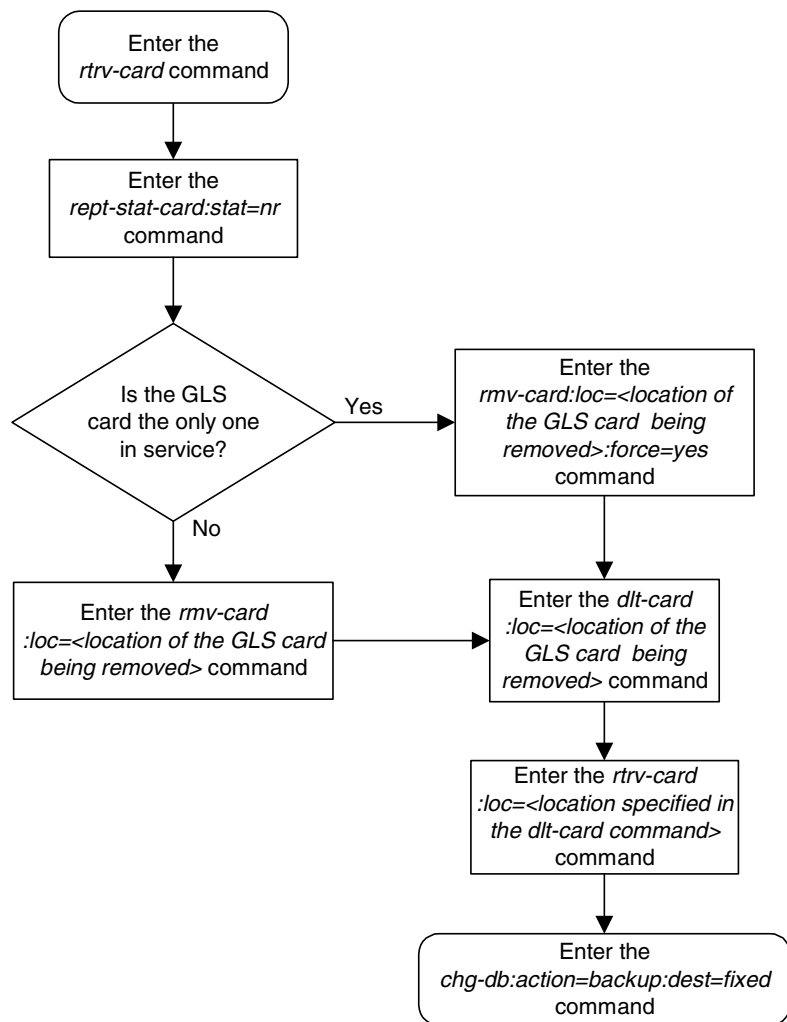 Enter the
rtrv-card command
Enter the
rept-stat-card:stat=nr
command
Is the GLS
card the only one
in service?
Yes
Enter the
rmv-card:loc=<location of
the GLS card being
removed>:force=yes
command
No
Enter the rmv-card
:loc=<location of the GLS card
being removed> command
Enter the dlt-card
:loc=<location of the
GLS card being
removed> command
Enter the rtrv-card
:loc=<location specified in
the dlt-card command>
command
Enter the
chg-db:action=backup:dest=fixed
command